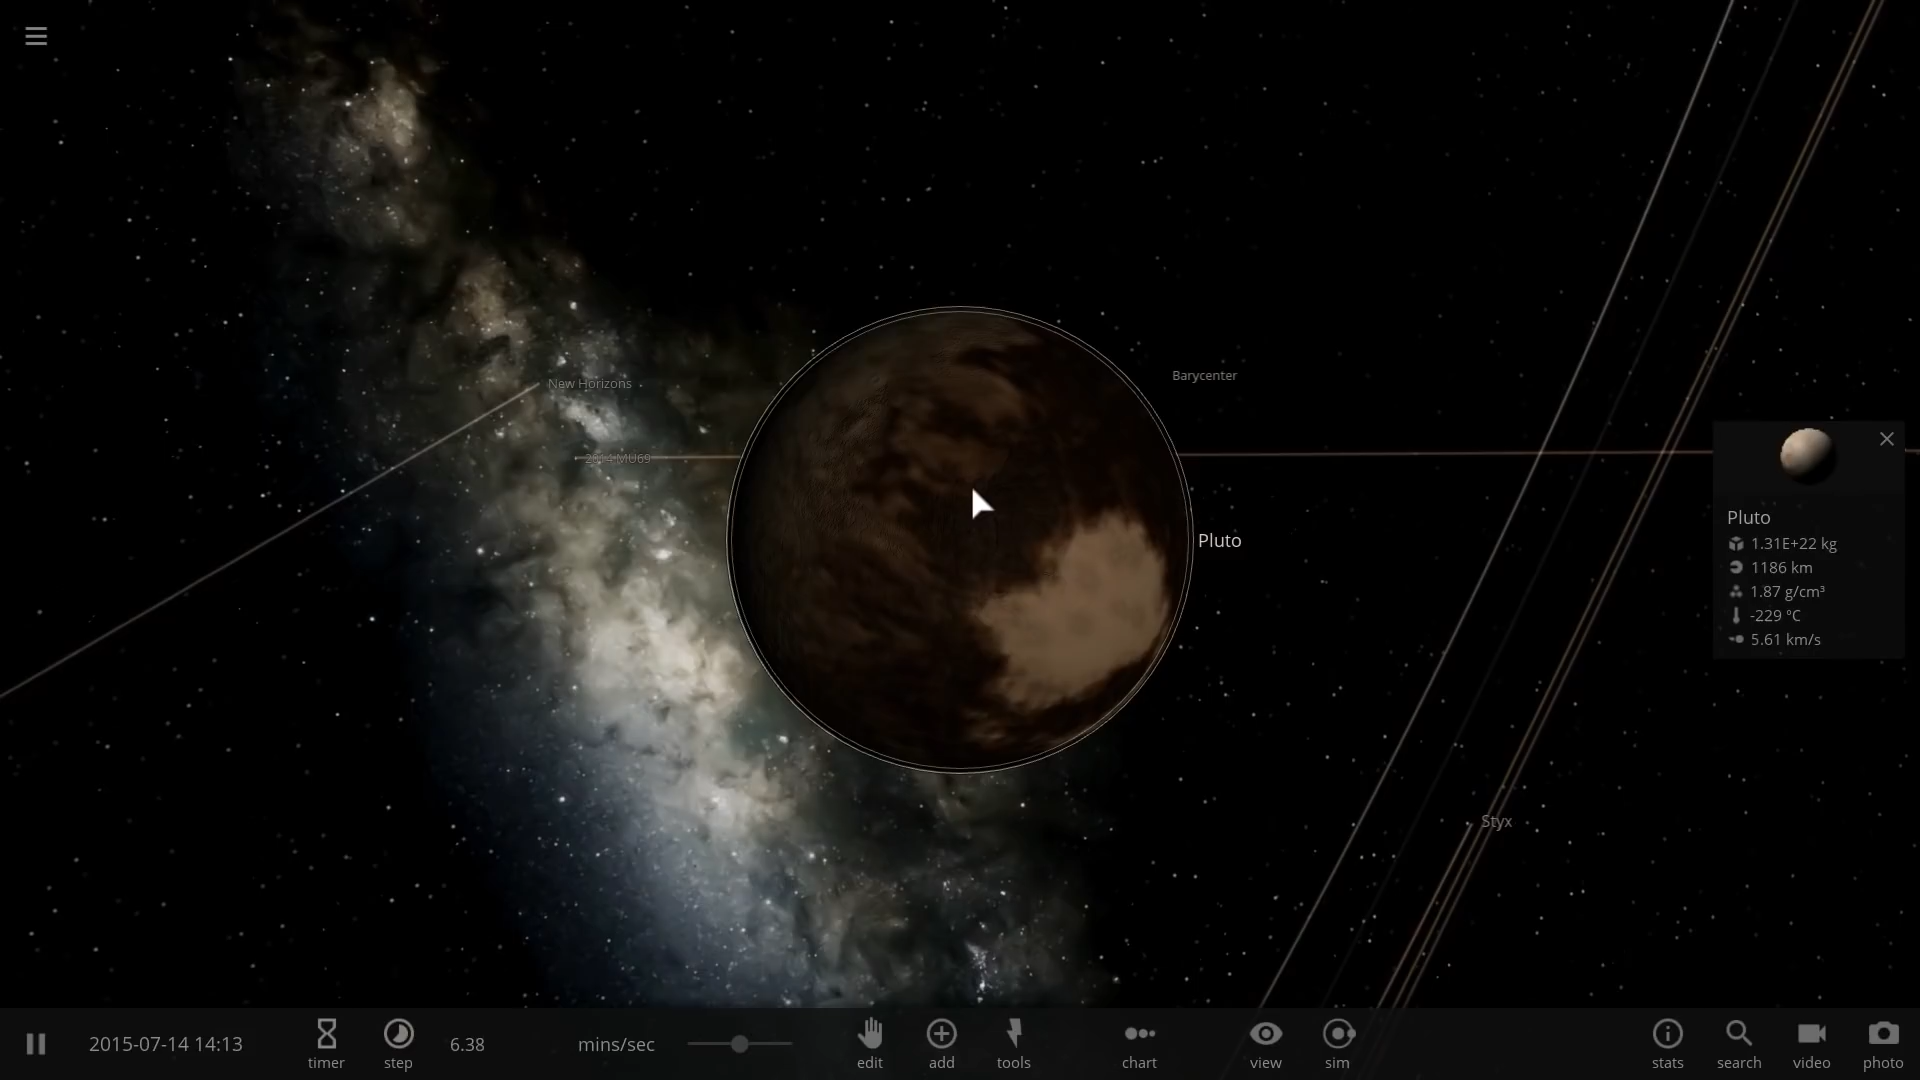 New Horizons
Barycenter
2014 MU69
Pluto
Pluto
1.31E+22 kg
1186 km
1.87 g/cm³
-229 °C
5.61 km/s
Styx
2015-07-14 14:13
timer
step
6.38
mins/sec
edit
add
tools
chart
view
sim
stats
search
video
photo